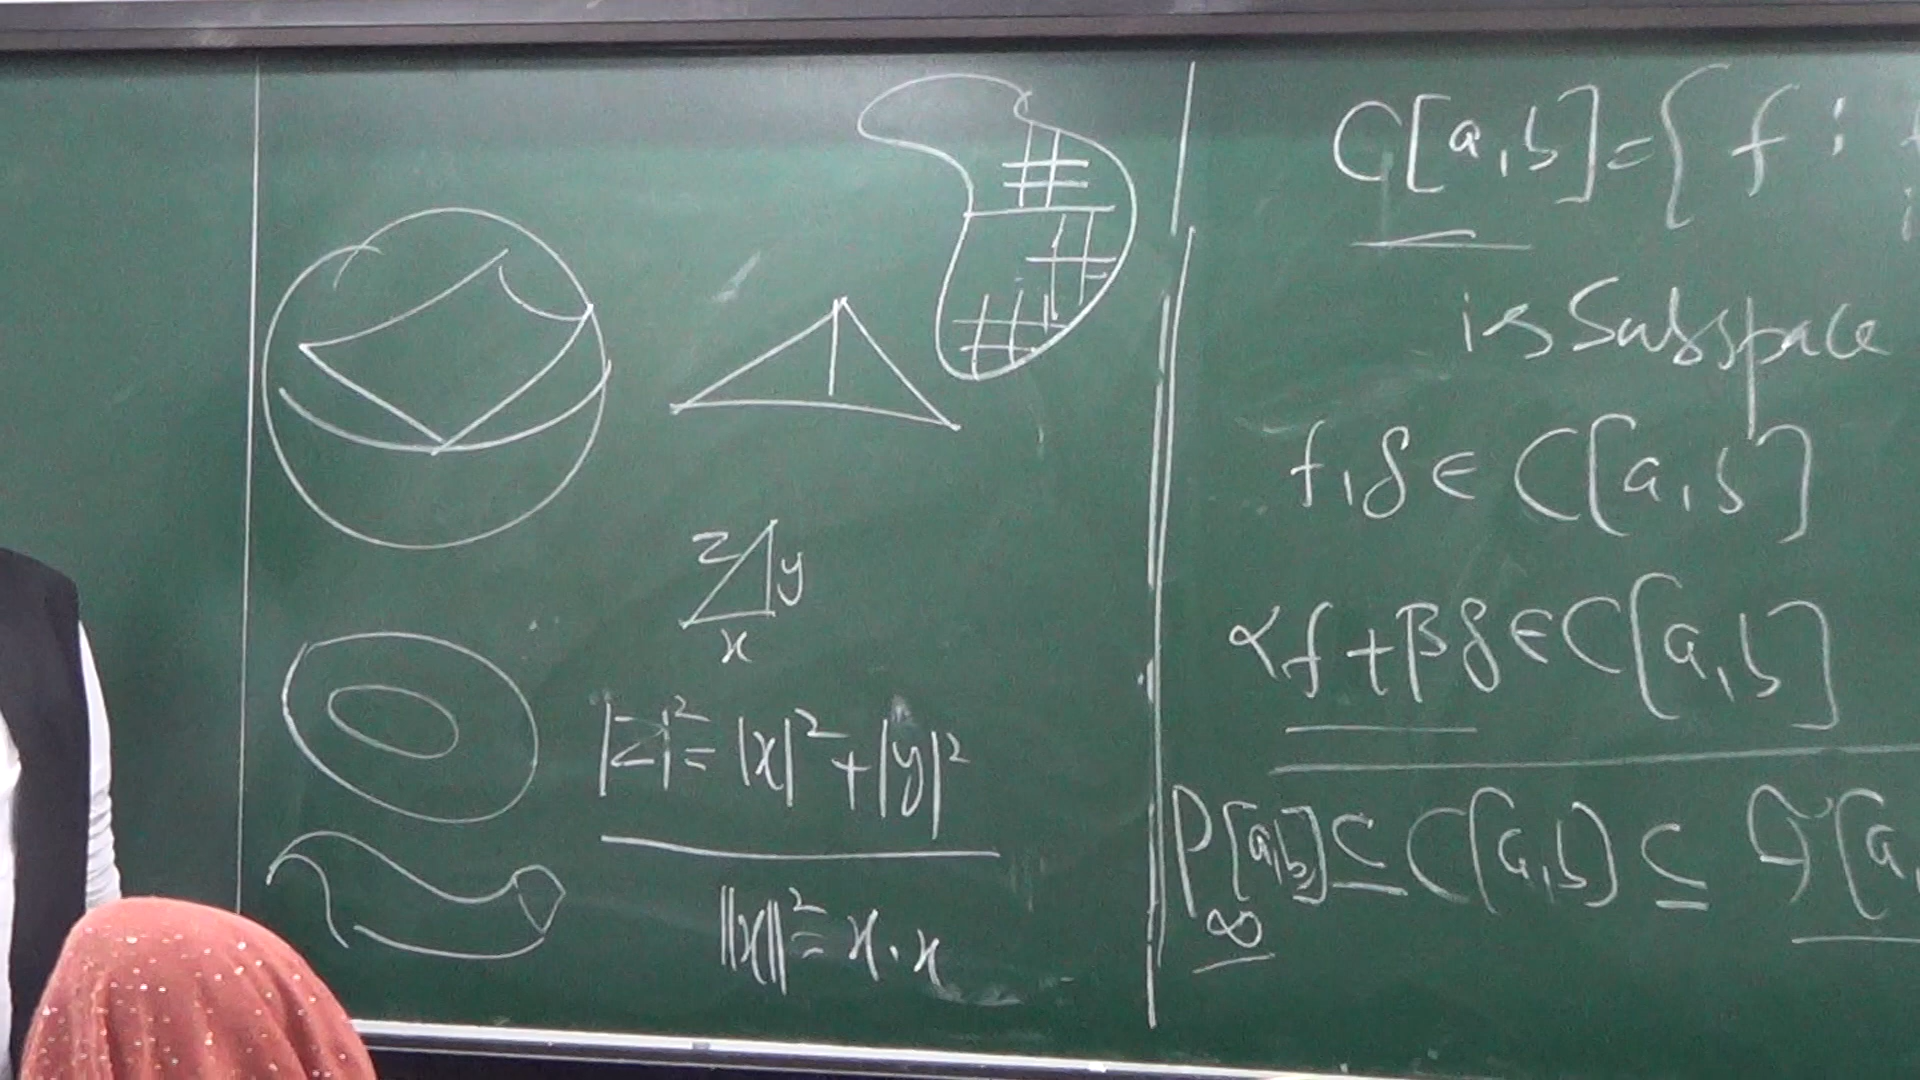 z y
x
|z|² = |x|² + |y|²
‖x‖² = x . x
C[a,b] = { f :
is Subspace
f, g ∈ C[a,b]
αf + βg ∈ C[a,b]
P[a,b] ⊆ C[a,b] ⊆ [a,
∞